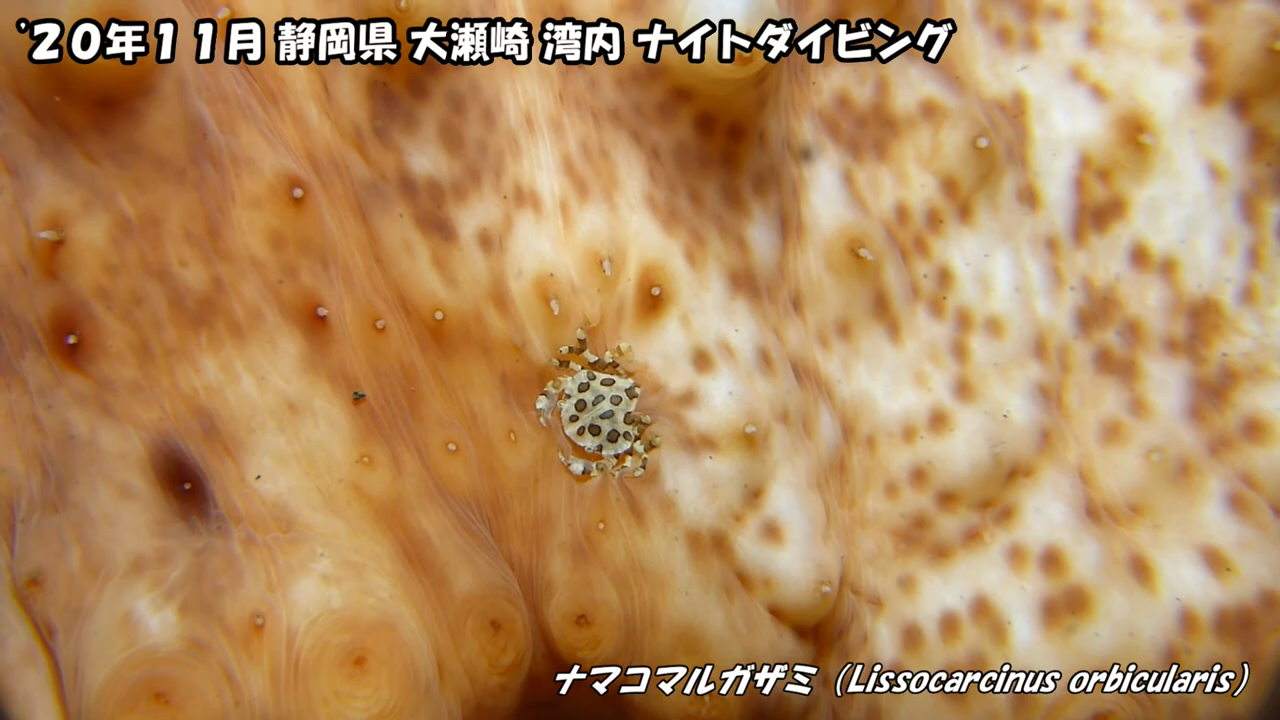 '２０年１１月 静岡県 大瀬崎 湾内 ナイトダイビング
ナマコマルガザミ（Lissocarcinus orbicularis）